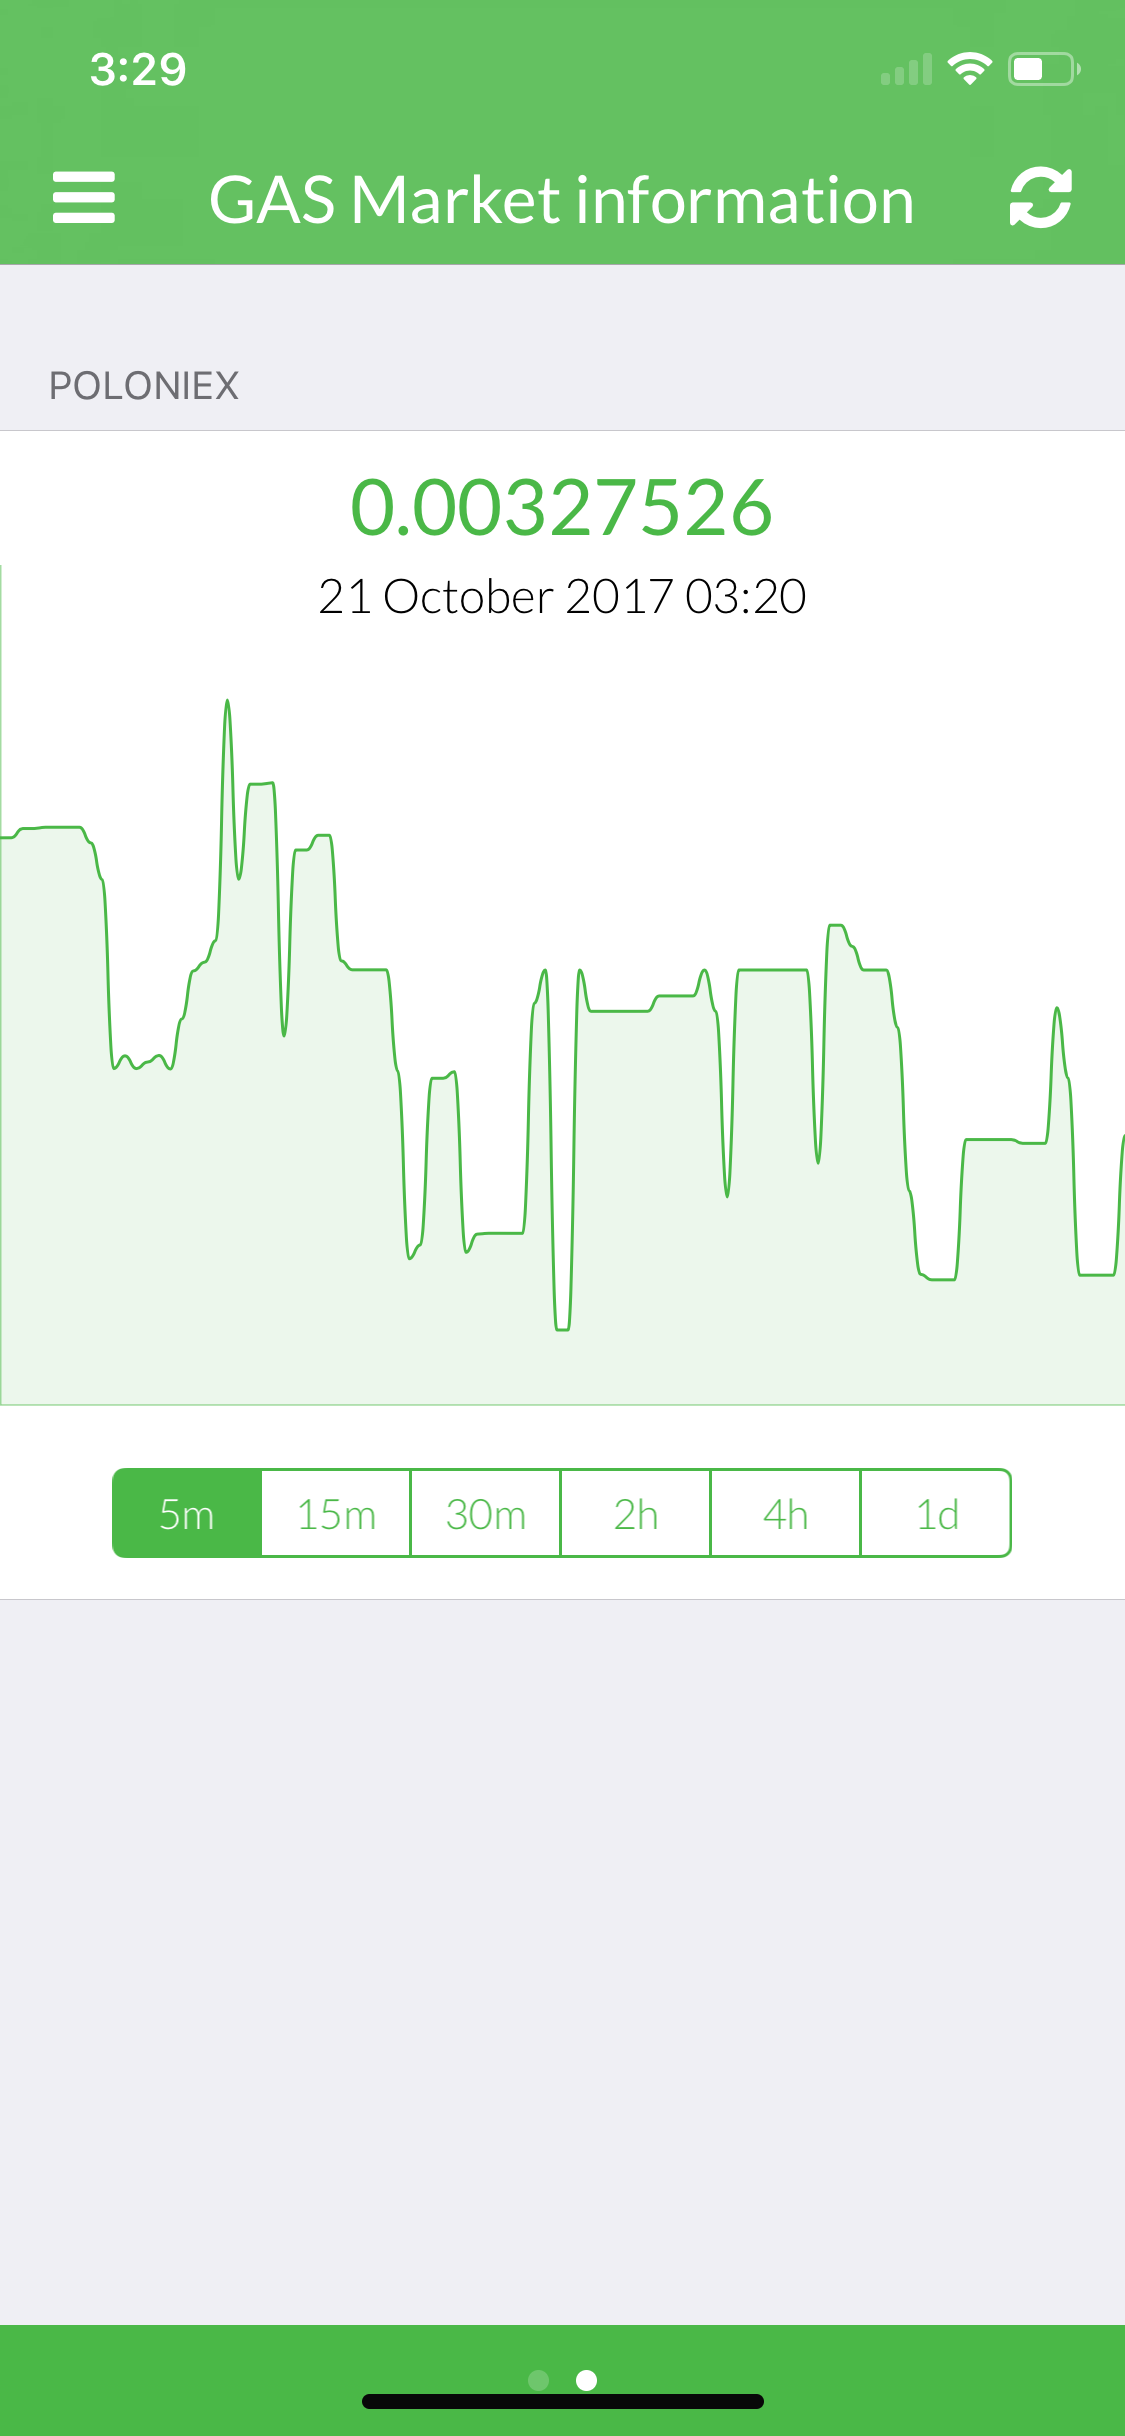 3:29
GAS Market information
POLONIEX
0.00327526
21 October 2017 03:20
5m 15m 30m 2h 4h 1d